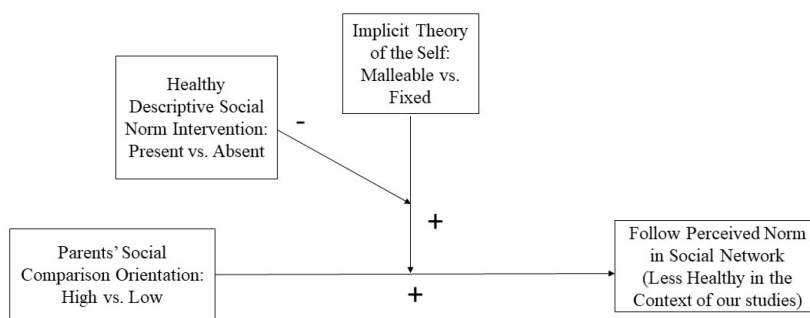 Implicit Theory
of the Self:
Malleable vs.
Fixed
Healthy
Descriptive Social
Norm Intervention:
Present vs. Absent
-
+
Parents' Social
Comparison Orientation:
High vs. Low
+
Follow Perceived Norm
in Social Network
(Less Healthy in the
Context of our studies)